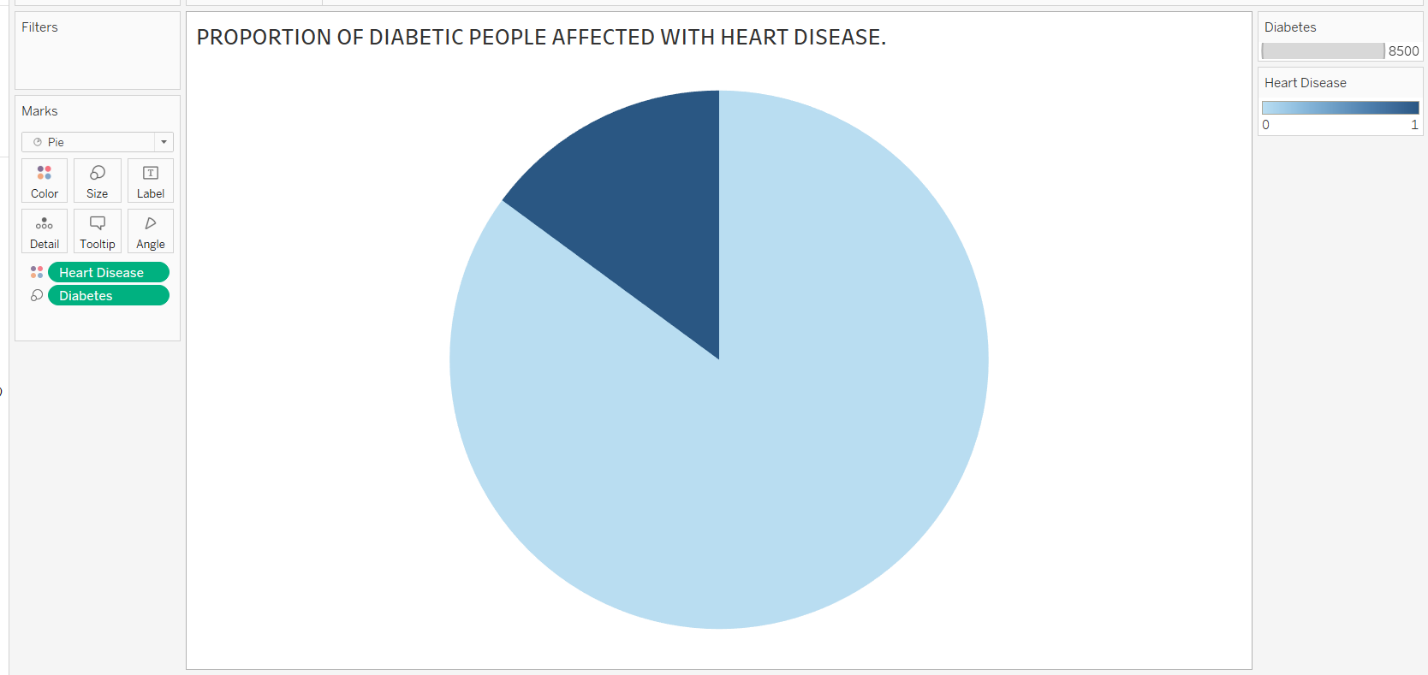 Filters
Marks
Pie
Color
Size
Label
Detail
Tooltip
Angle
Heart Disease
Diabetes
PROPORTION OF DIABETIC PEOPLE AFFECTED WITH HEART DISEASE.
Diabetes
8500
Heart Disease
0 1